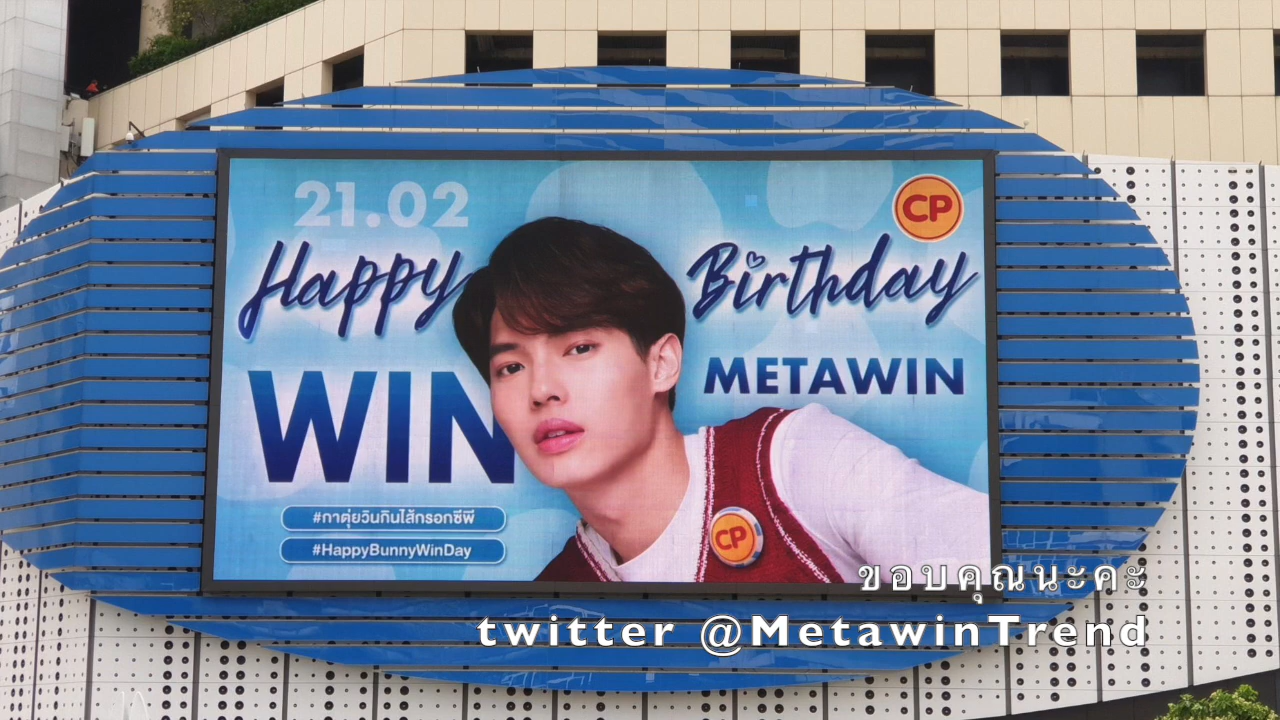 21.02
CP
Happy Birthday
WIN
METAWIN
#กาตุ่ยวินกินไส้กรอกซีพี
#HappyBunnyWinDay
CP
ขอบคุณนะคะ
twitter @MetawinTrend